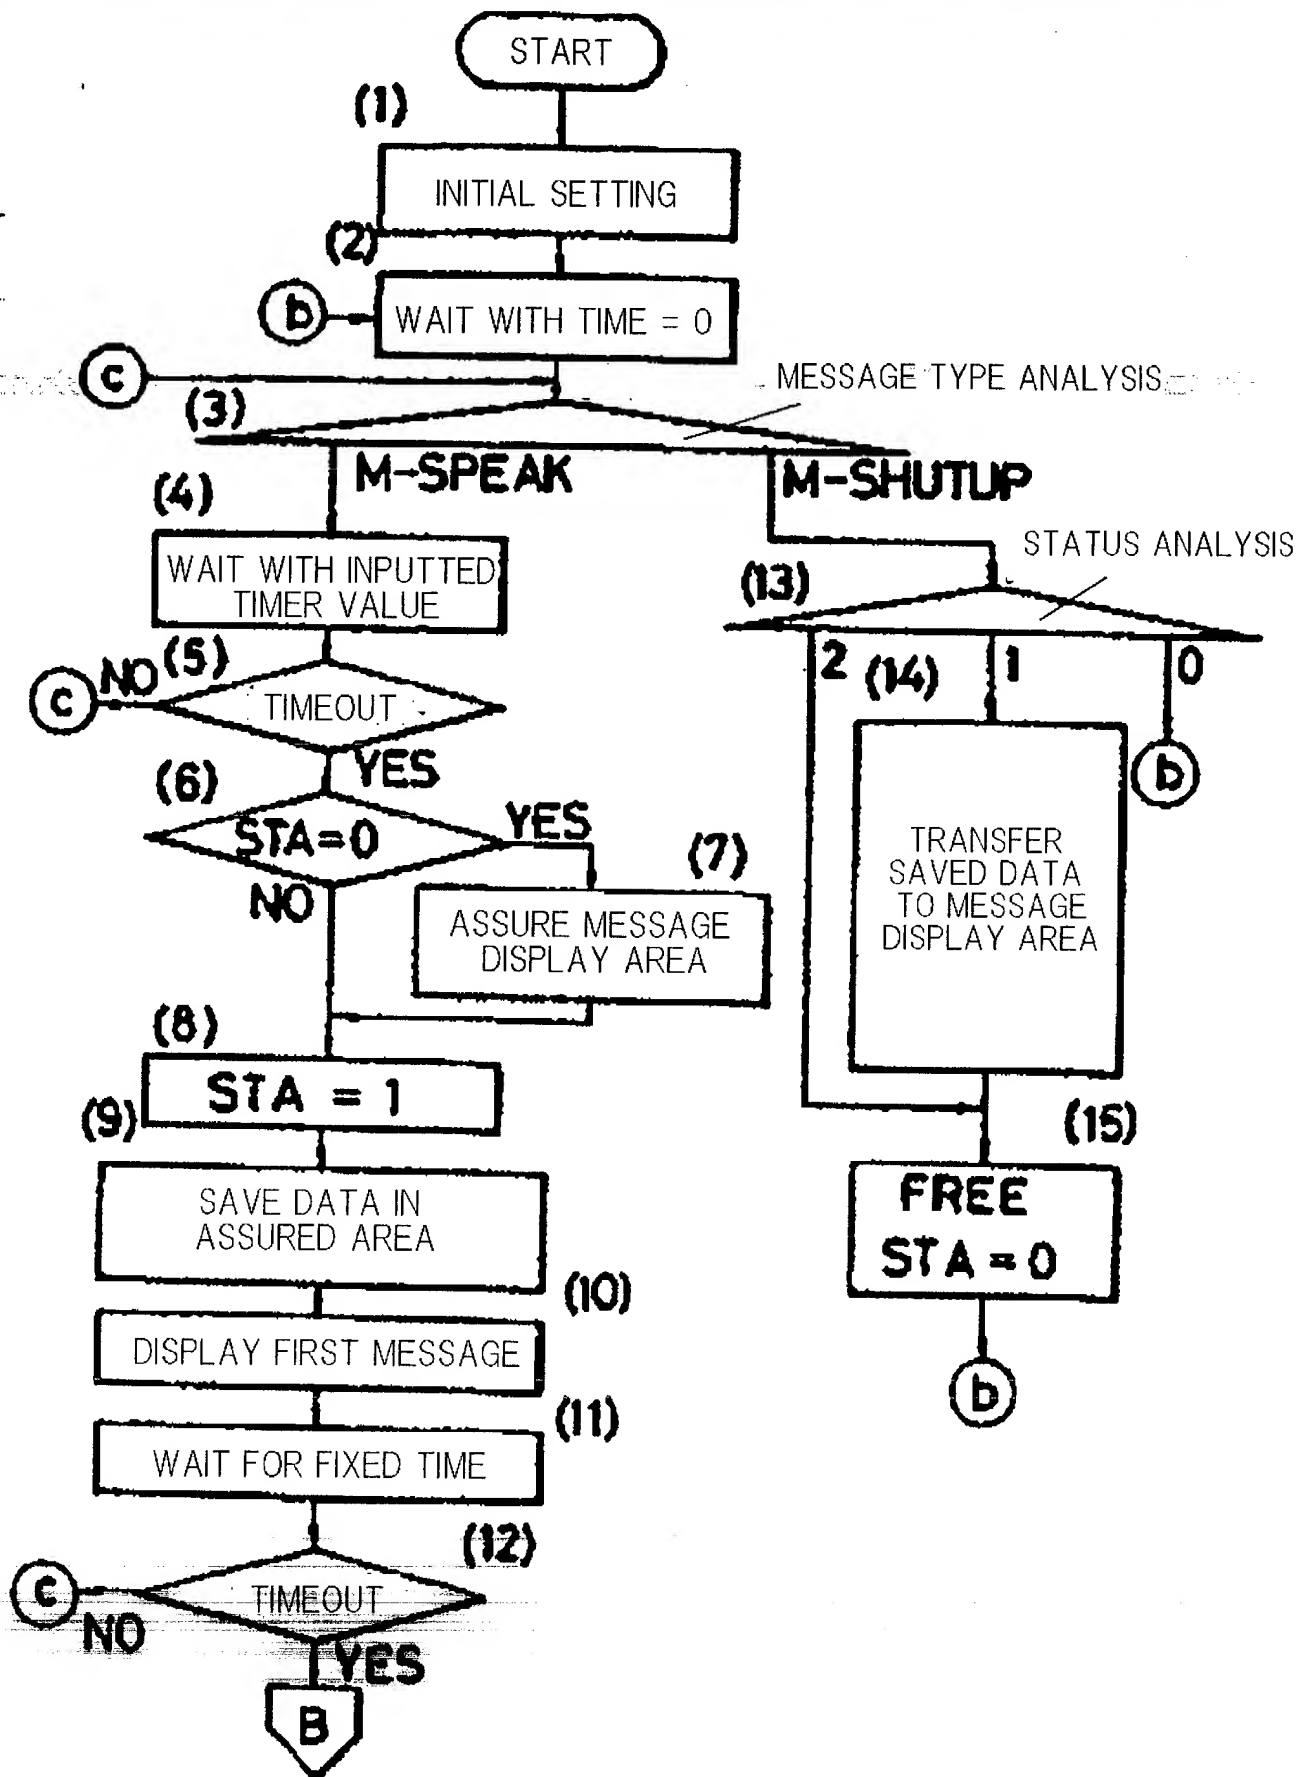 START
(1)
INITIAL SETTING
(2)
b
WAIT WITH TIME = 0
c
MESSAGE TYPE ANALYSIS
(3)
M-SPEAK
M-SHUTUP
(4)
WAIT WITH INPUTTED
TIMER VALUE
STATUS ANALYSIS
(13)
2
1
0
(14)
c
NO
(5)
TIMEOUT
YES
b
(6)
STA=0
YES
NO
(7)
ASSURE MESSAGE
DISPLAY AREA
TRANSFER
SAVED DATA
TO MESSAGE
DISPLAY AREA
(8)
STA = 1
(9)
SAVE DATA IN
ASSURED AREA
(15)
FREE
STA=0
b
(10)
DISPLAY FIRST MESSAGE
(11)
WAIT FOR FIXED TIME
(12)
c
NO
TIMEOUT
YES
B